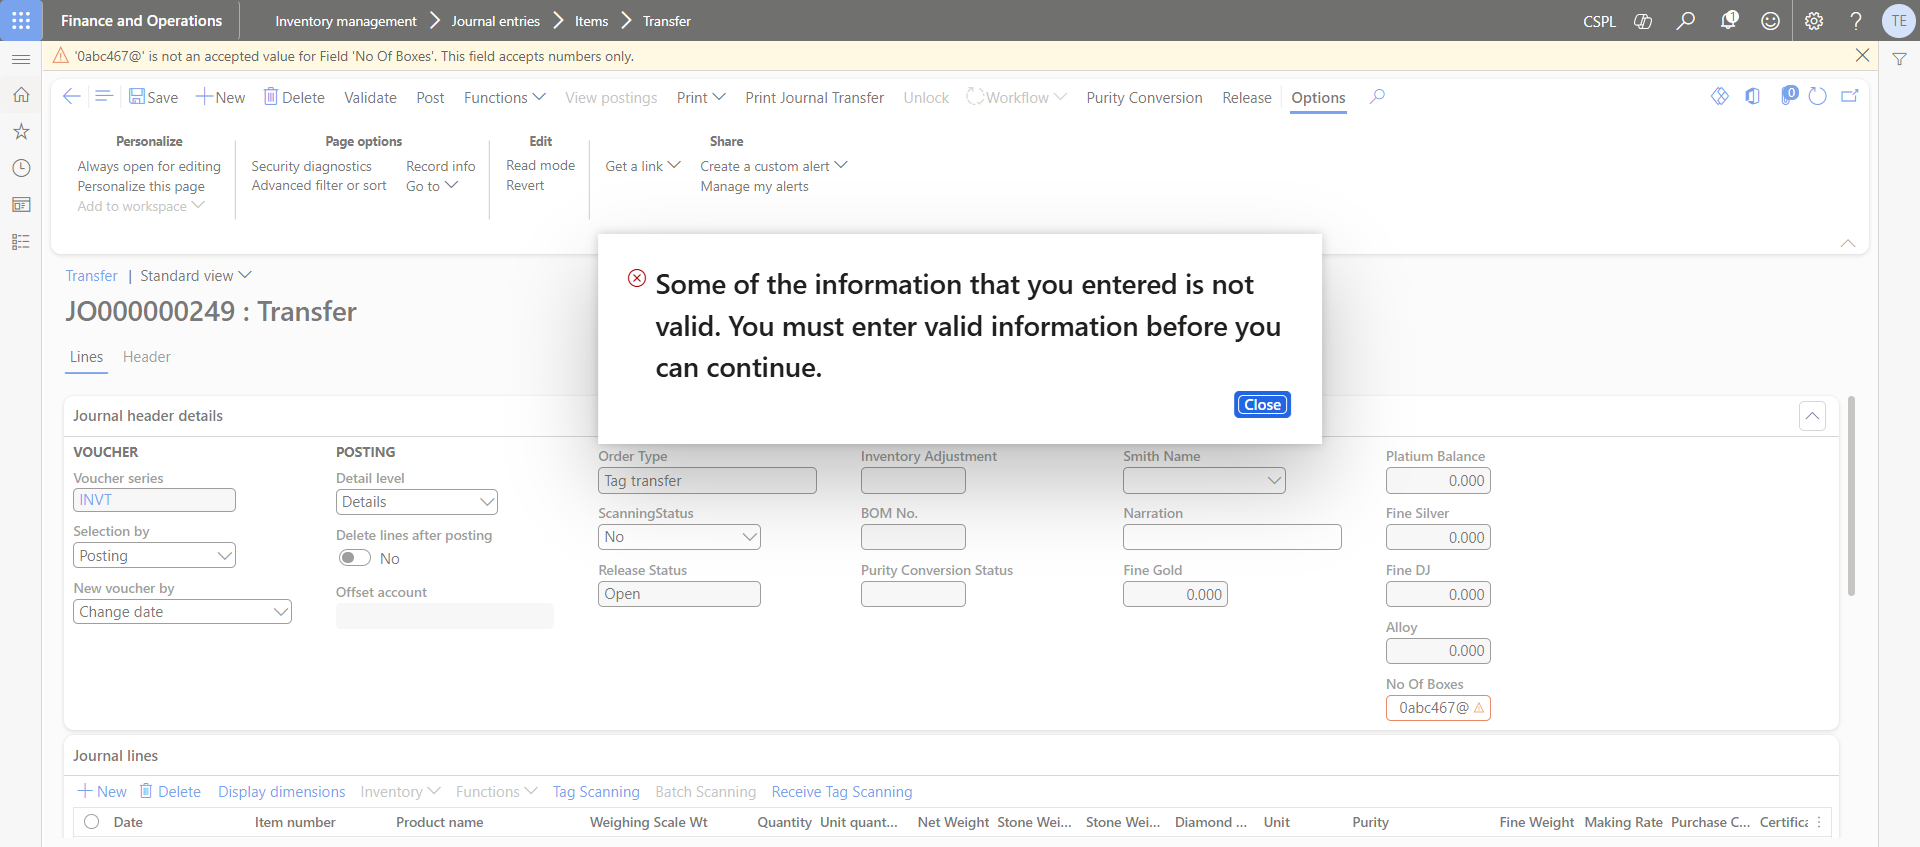 Finance and Operations
Inventory management
Journal entries
Items
Transfer
CSPL
1
TE
'0abc467@' is not an accepted value for Field 'No Of Boxes'. This field accepts numbers only.
Save
New
Delete
Validate
Post
Functions
View postings
Print
Print Journal Transfer
Unlock
Workflow
Purity Conversion
Release
Options
0
Personalize
Always open for editing
Personalize this page
Add to workspace
Page options
Security diagnostics
Advanced filter or sort
Record info
Go to
Edit
Read mode
Revert
Share
Get a link
Create a custom alert
Manage my alerts
Some of the information that you entered is not
valid. You must enter valid information before you
can continue.
Close
Transfer | Standard view
JO000000249 : Transfer
Lines
Header
Journal header details
VOUCHER
Voucher series
INVT
Selection by
Posting
New voucher by
Change date
POSTING
Detail level
Details
Delete lines after posting
No
Offset account
Order Type
Tag transfer
ScanningStatus
No
Release Status
Open
Inventory Adjustment
BOM No.
Purity Conversion Status
Smith Name
Narration
Fine Gold
0.000
Platium Balance
0.000
Fine Silver
0.000
Fine DJ
0.000
Alloy
0.000
No Of Boxes
0abc467@
Journal lines
New
Delete
Display dimensions
Inventory
Functions
Tag Scanning
Batch Scanning
Receive Tag Scanning
Date
Item number
Product name
Weighing Scale Wt
Quantity
Unit quant...
Net Weight
Stone Wei...
Stone Wei...
Diamond ...
Unit
Purity
Fine Weight
Making Rate
Purchase C...
Certifica